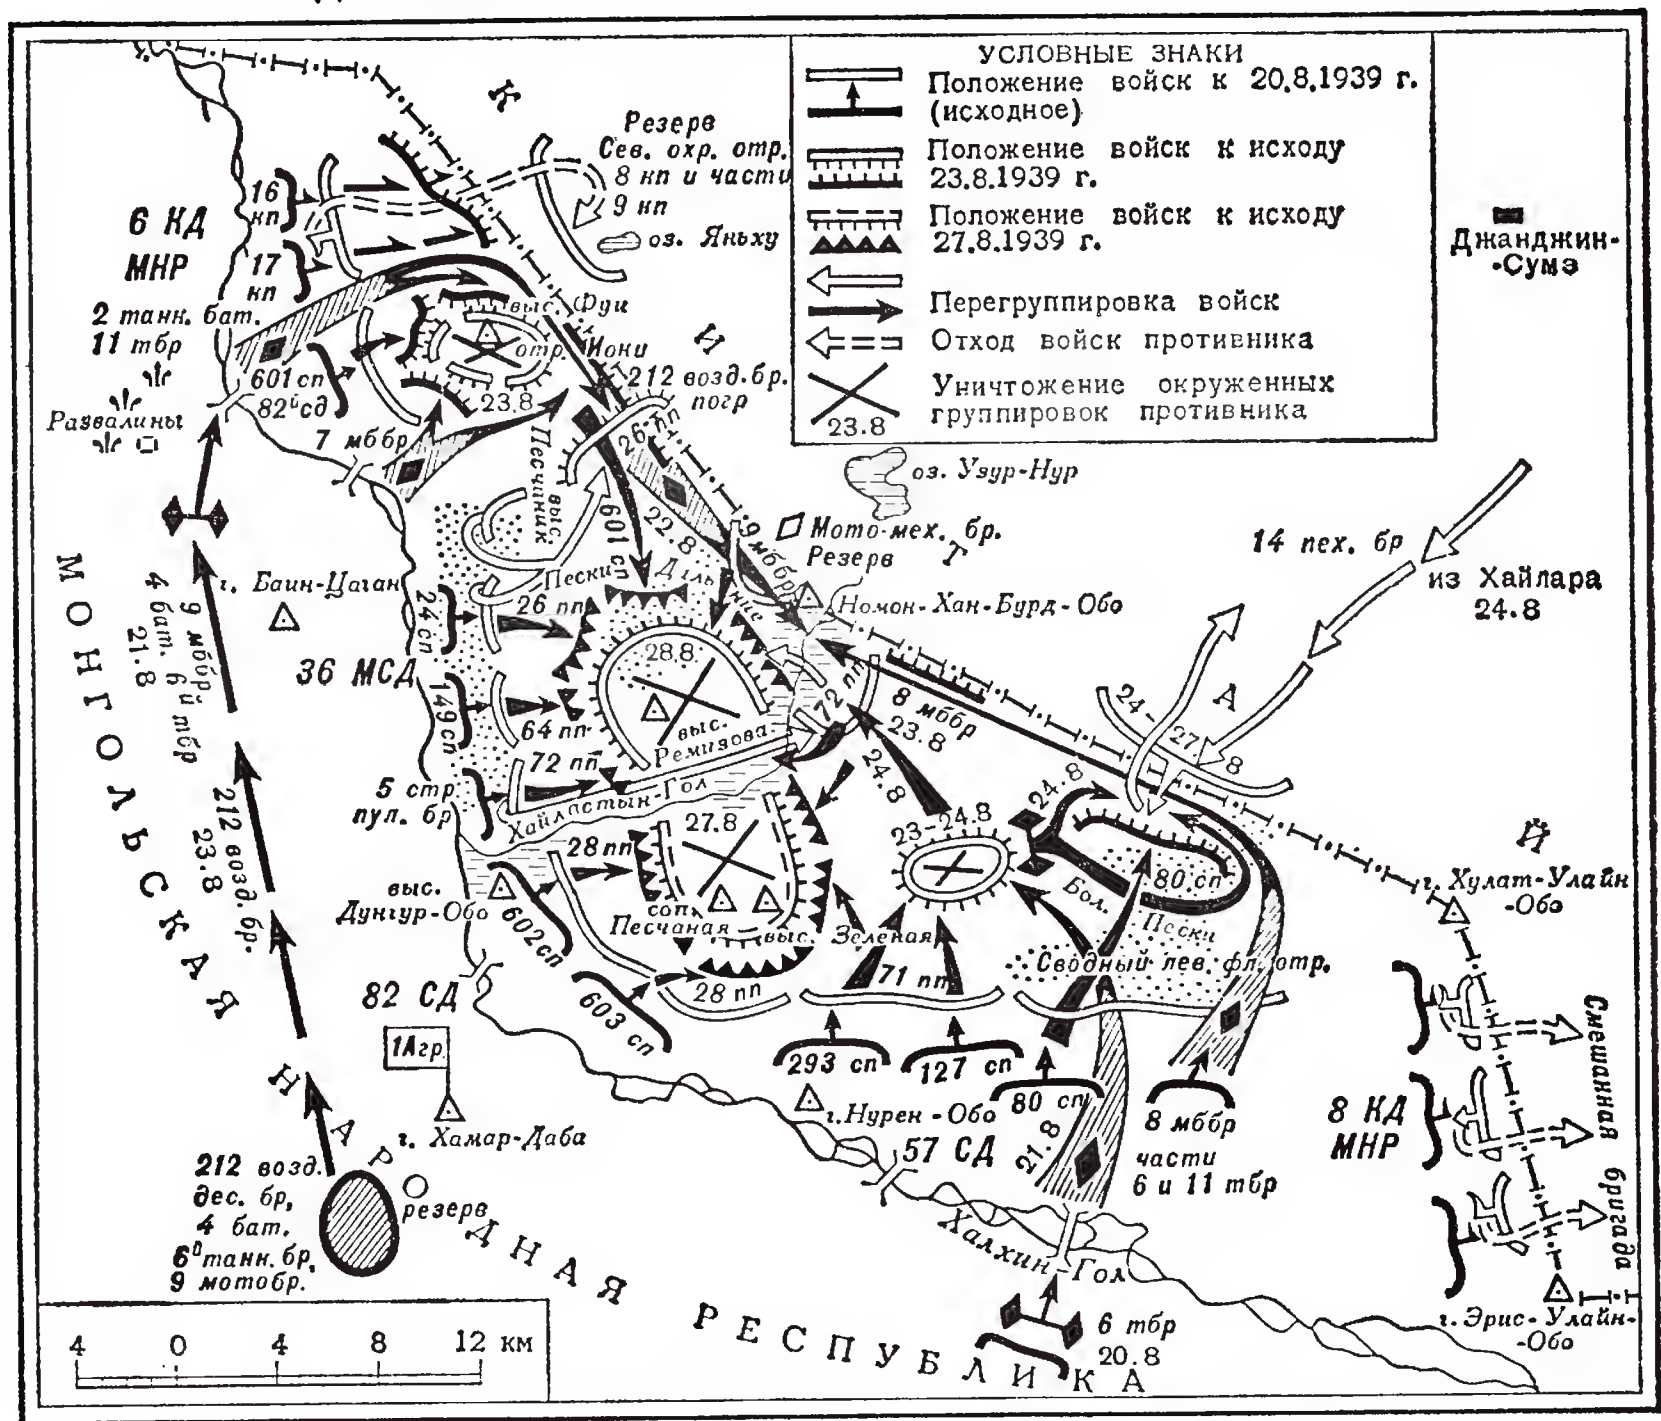 УСЛОВНЫЕ ЗНАКИ
Положение войск к 20.8.1939 г.
(исходное)
Положение войск к исходу
23.8.1939 г.
Положение войск к исходу
27.8.1939 г.
Перегруппировка войск
Отход войск противника
Уничтожение окруженных
группировок противника
23.8
К
И
Т
А
Й
Джанджин-
-Сумэ
Резерв
Сев. охр. отр.
8 кп и части
9 кп
оз. Яньху
16
кп
6 КД
МНР
17
кп
2 танк. бат.
11 тбр
выс. Фуи
отр. Иони
601 сп
82й сд
23.8
212 возд. бр.
погр
Развалины
7 мббр
26 пп
выс.
Песчаник
оз. Узур-Нур
601 сп
22.8
9 мббр
Мото-мех. бр.
Резерв
14 пех. бр
из Хайлара
24.8
г. Баин-Цаган
Пески
24 сп
26 пп
Номон-Хан-Бурд-Обо
9 мббр
4 бат. 6й тбр
21.8
36 МСД
28.8
149 сп
64 пп
выс.
Ремизова
72 пп
8 мббр
23.8
24-27.8
72 пп
5 стр.
пул. бр
Хайластын-Гол
24.8
24.8
212 возд. бр.
23.8
27.8
28 пп
23-24.8
80 сп
Бол.
Пески
выс.
Дунгур-Обо
602 сп
соп.
Песчаная
выс. Зеленая
г. Хулат-Улайн
-Обо
Сводный лев. фл. отр.
71 пп
28 пп
82 СД
603 сп
1Агр
293 сп
127 сп
80 сп
г. Нурен-Обо
57 СД
21.8
8 мббр
части
6 и 11 тбр
г. Хамар-Даба
8 КД
МНР
Смешанная бригада
212 возд.
дес. бр,
4 бат.
6й танк. бр,
9 мотобр.
резерв
Халхин-Гол
6 тбр
20.8
г. Эрис-Улайн-
-Обо
МОНГОЛЬСКАЯ НАРОДНАЯ РЕСПУБЛИКА
4 0 4 8 12 км